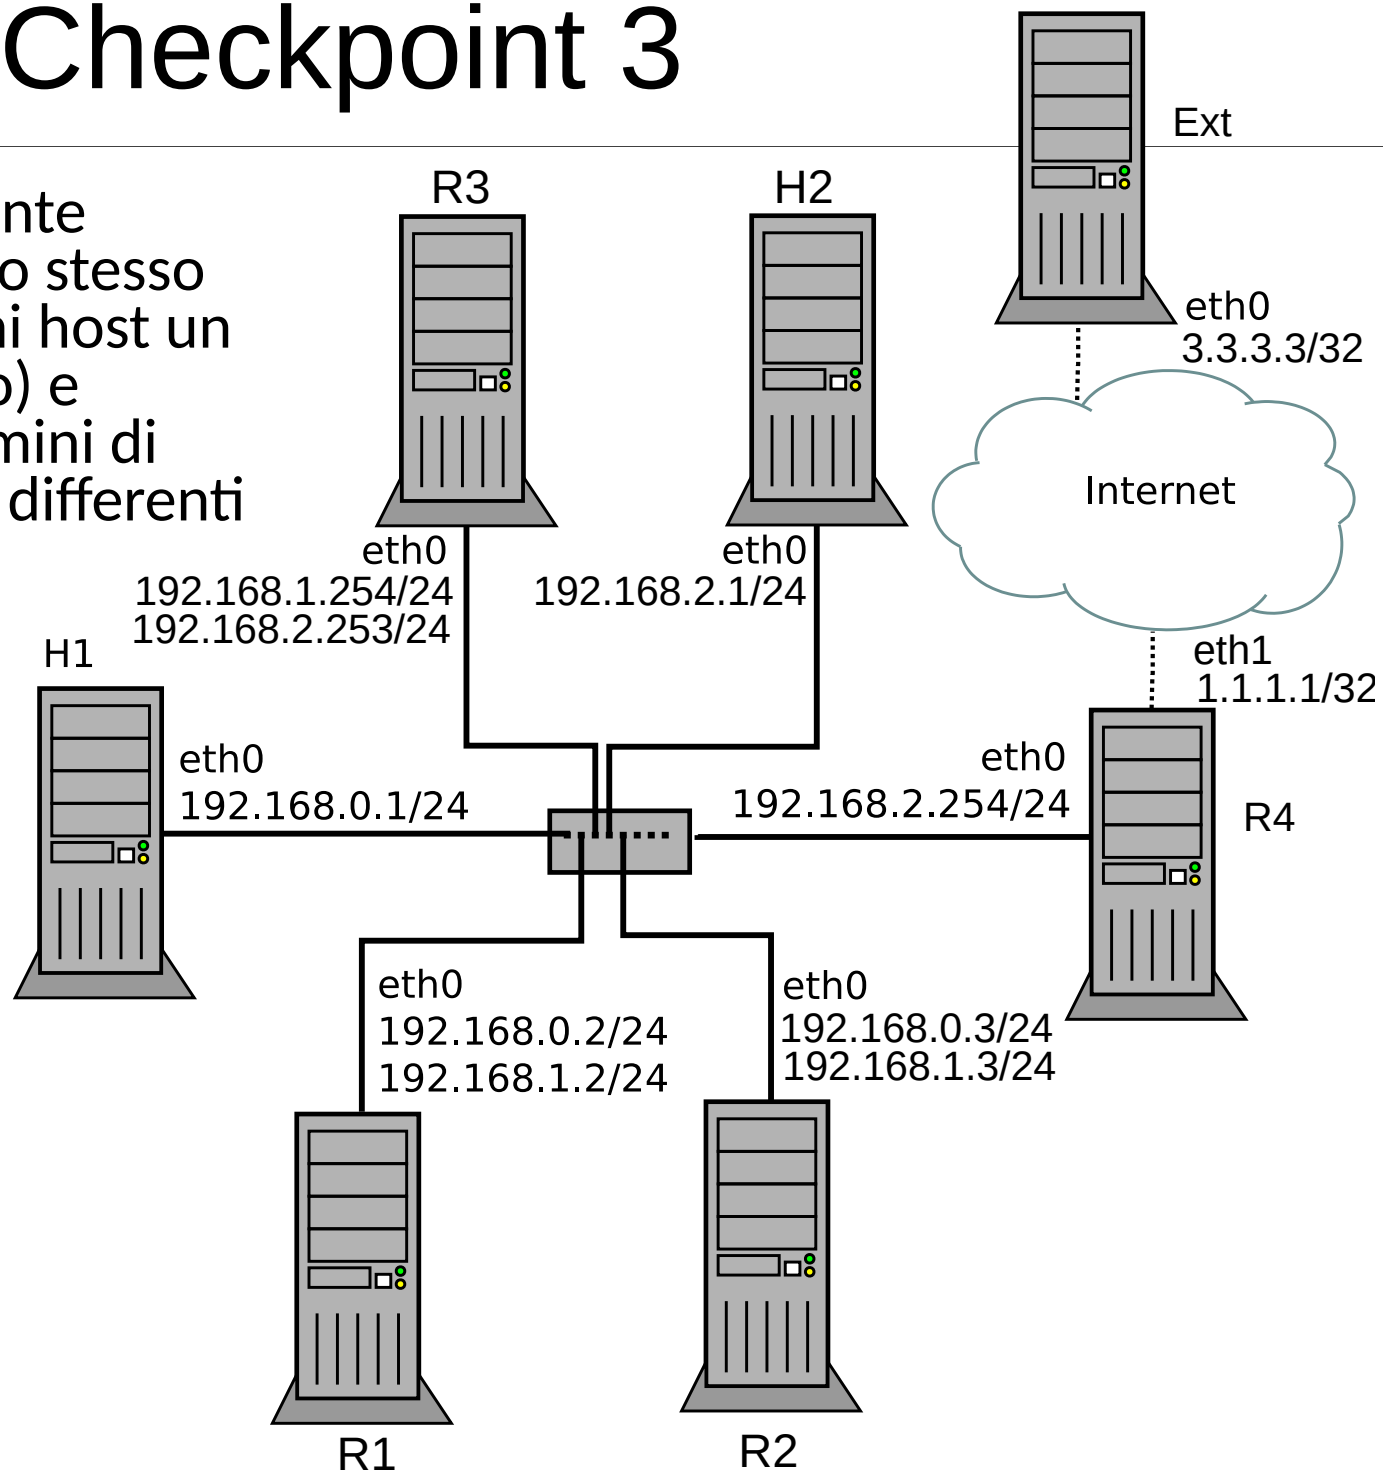 Checkpoint 3
Ext
R3
H2
nte
o stesso
ni host un
o) e
mini di
differenti
eth0
3.3.3.3/32
Internet
eth0
192.168.1.254/24
192.168.2.253/24
eth0
192.168.2.1/24
H1
eth1
1.1.1.1/32
eth0
192.168.0.1/24
eth0
192.168.2.254/24
R4
eth0
192.168.0.2/24
192.168.1.2/24
eth0
192.168.0.3/24
192.168.1.3/24
R1
R2